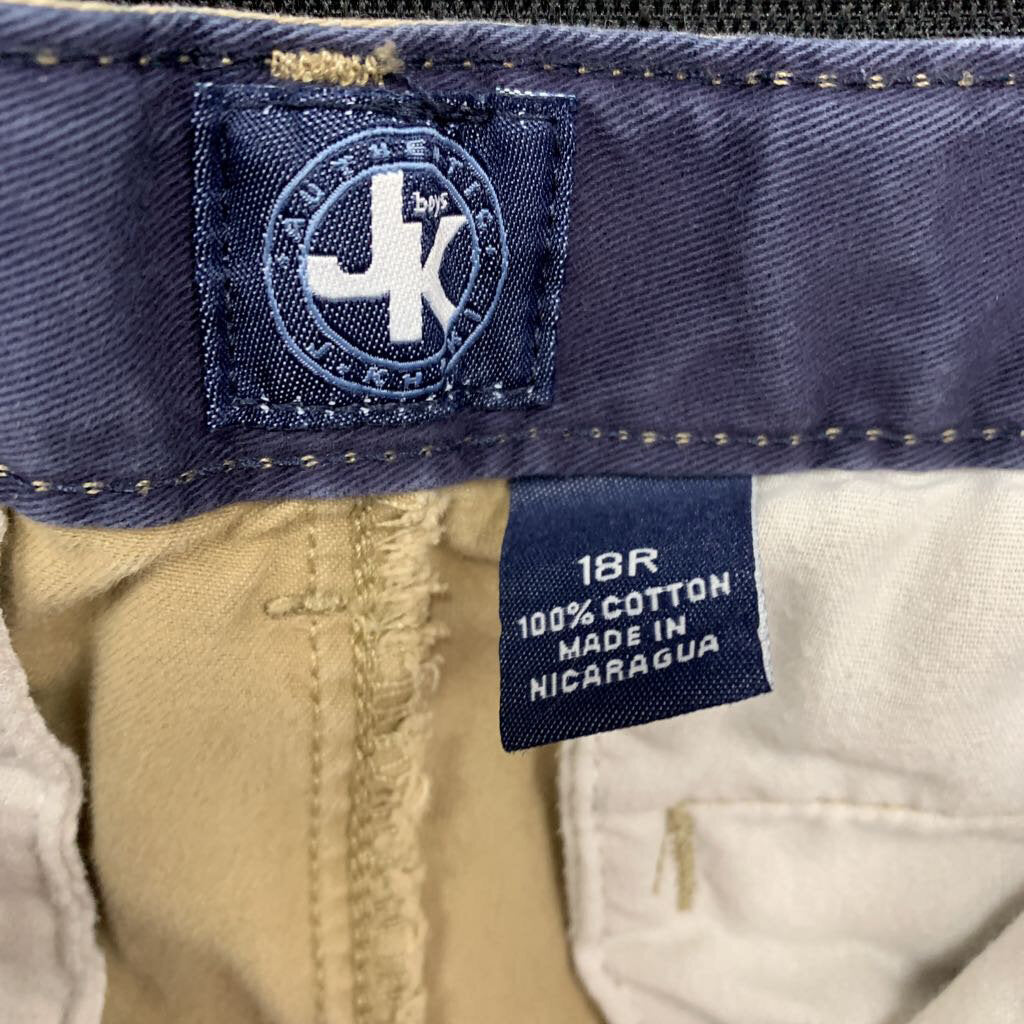 boys
JK
18R
100% COTTON
MADE IN
NICARAGUA